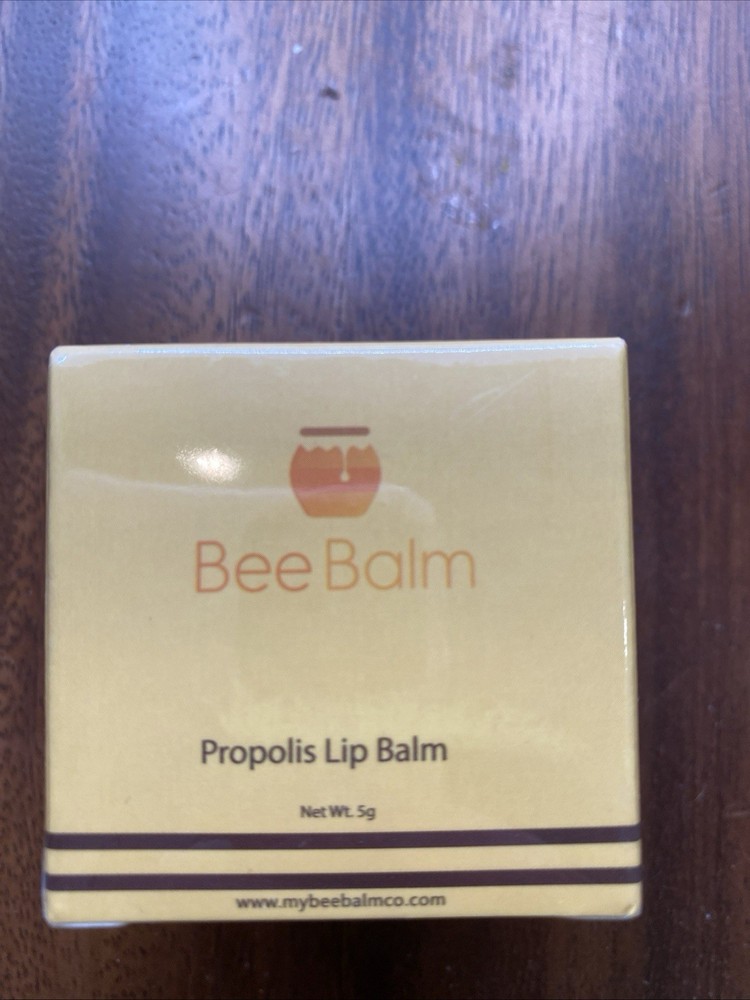 Bee Balm
Propolis Lip Balm
Net Wt. 5g
www.mybeebalmco.com